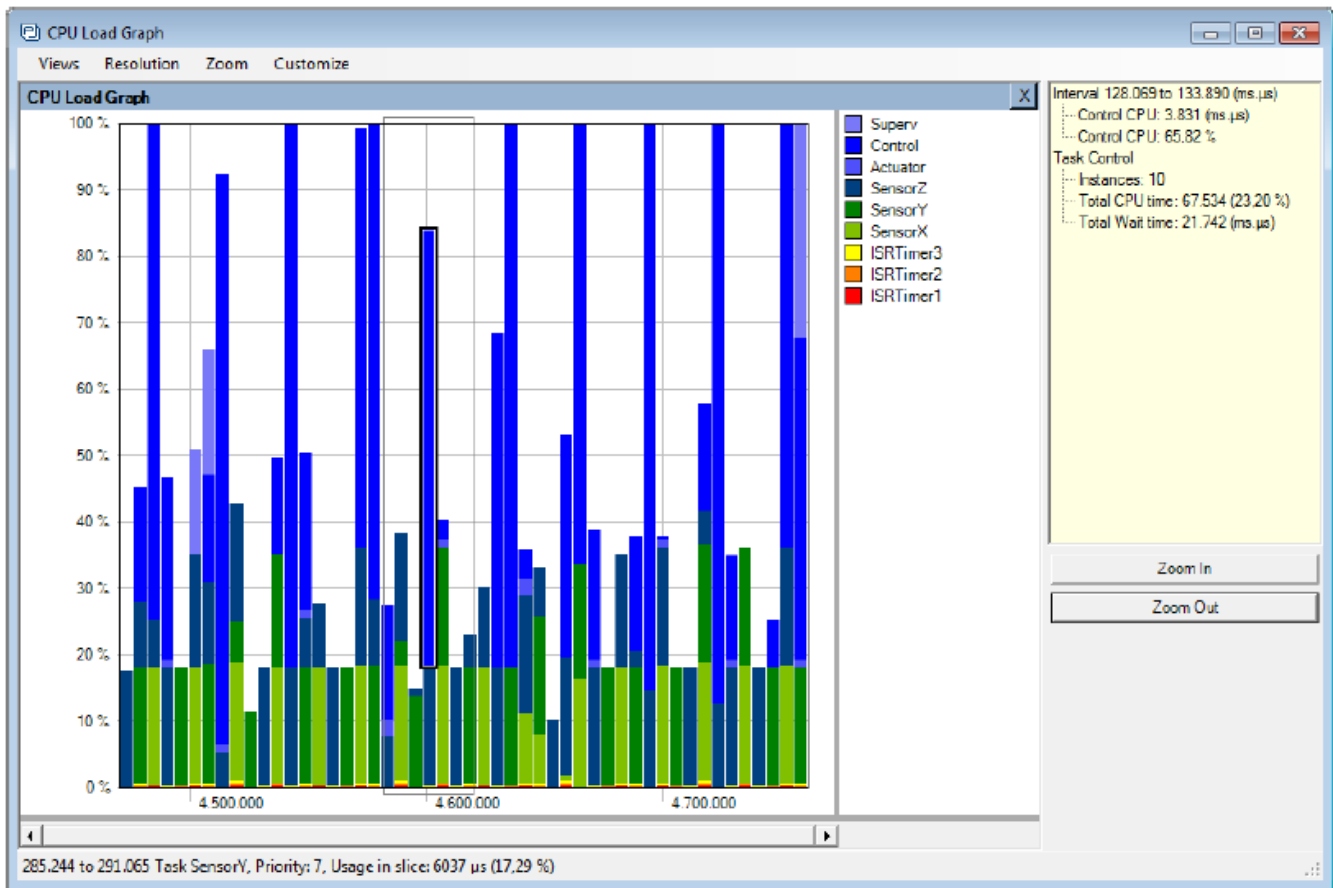 CPU Load Graph
Views Resolution Zoom Customize
CPU Load Graph X
100 %
90 %
80 %
70 %
60 %
50 %
40 %
30 %
20 %
10 %
0 %
4.500.000 4.600.000 4.700.000
Superv
Control
Actuator
SensorZ
SensorY
SensorX
ISRTimer3
ISRTimer2
ISRTimer1
Interval 128.069 to 133.890 (ms.µs)
Control CPU: 3.831 (ms.µs)
Control CPU: 65.82 %
Task Control
Instances: 10
Total CPU time: 67.534 (23,20 %)
Total Wait time: 21.742 (ms.µs)
Zoom In
Zoom Out
285.244 to 291.065 Task SensorY, Priority: 7, Usage in slice: 6037 µs (17,29 %)